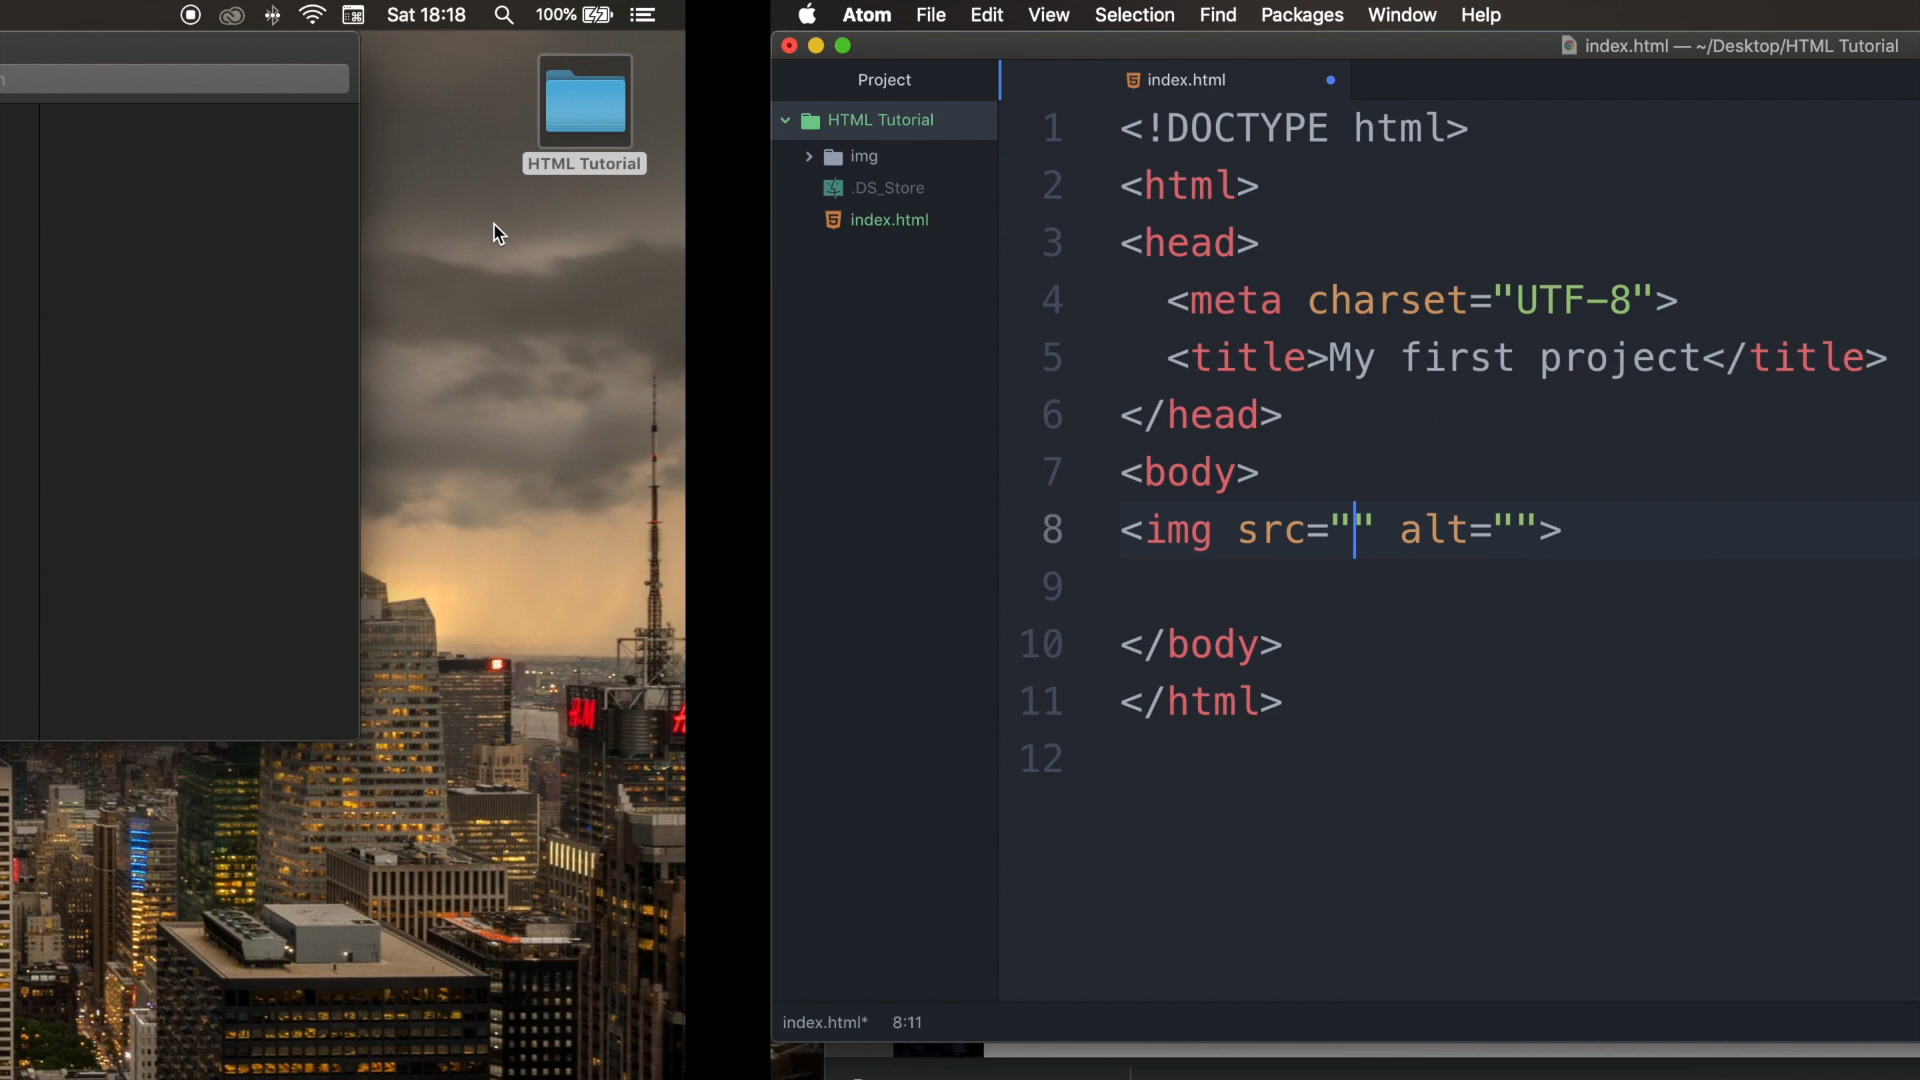 Sat 18:18
100%
HTML Tutorial
H&M
Atom File Edit View Selection Find Packages Window Help
index.html — ~/Desktop/HTML Tutorial
Project
index.html
HTML Tutorial
img
.DS_Store
index.html
1 <!DOCTYPE html>
2 <html>
3 <head>
4 <meta charset="UTF-8">
5 <title>My first project</title>
6 </head>
7 <body>
8 <img src="" alt="">
9
10 </body>
11 </html>
12
index.html* 8:11